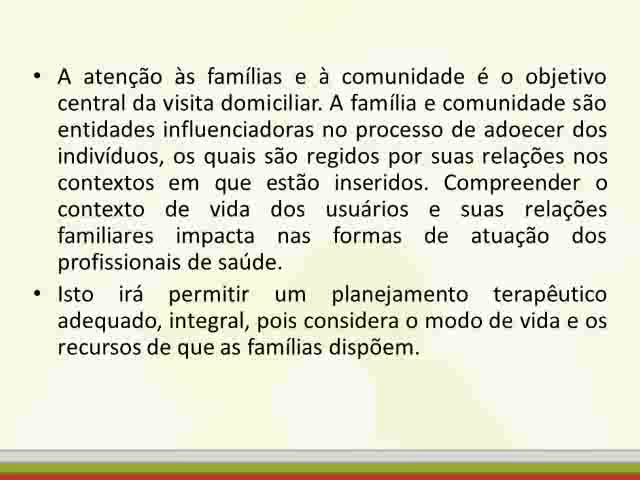 • A atenção às famílias e à comunidade é o objetivo
central da visita domiciliar. A família e comunidade são
entidades influenciadoras no processo de adoecer dos
indivíduos, os quais são regidos por suas relações nos
contextos em que estão inseridos. Compreender o
contexto de vida dos usuários e suas relações
familiares impacta nas formas de atuação dos
profissionais de saúde.
• Isto irá permitir um planejamento terapêutico
adequado, integral, pois considera o modo de vida e os
recursos de que as famílias dispõem.